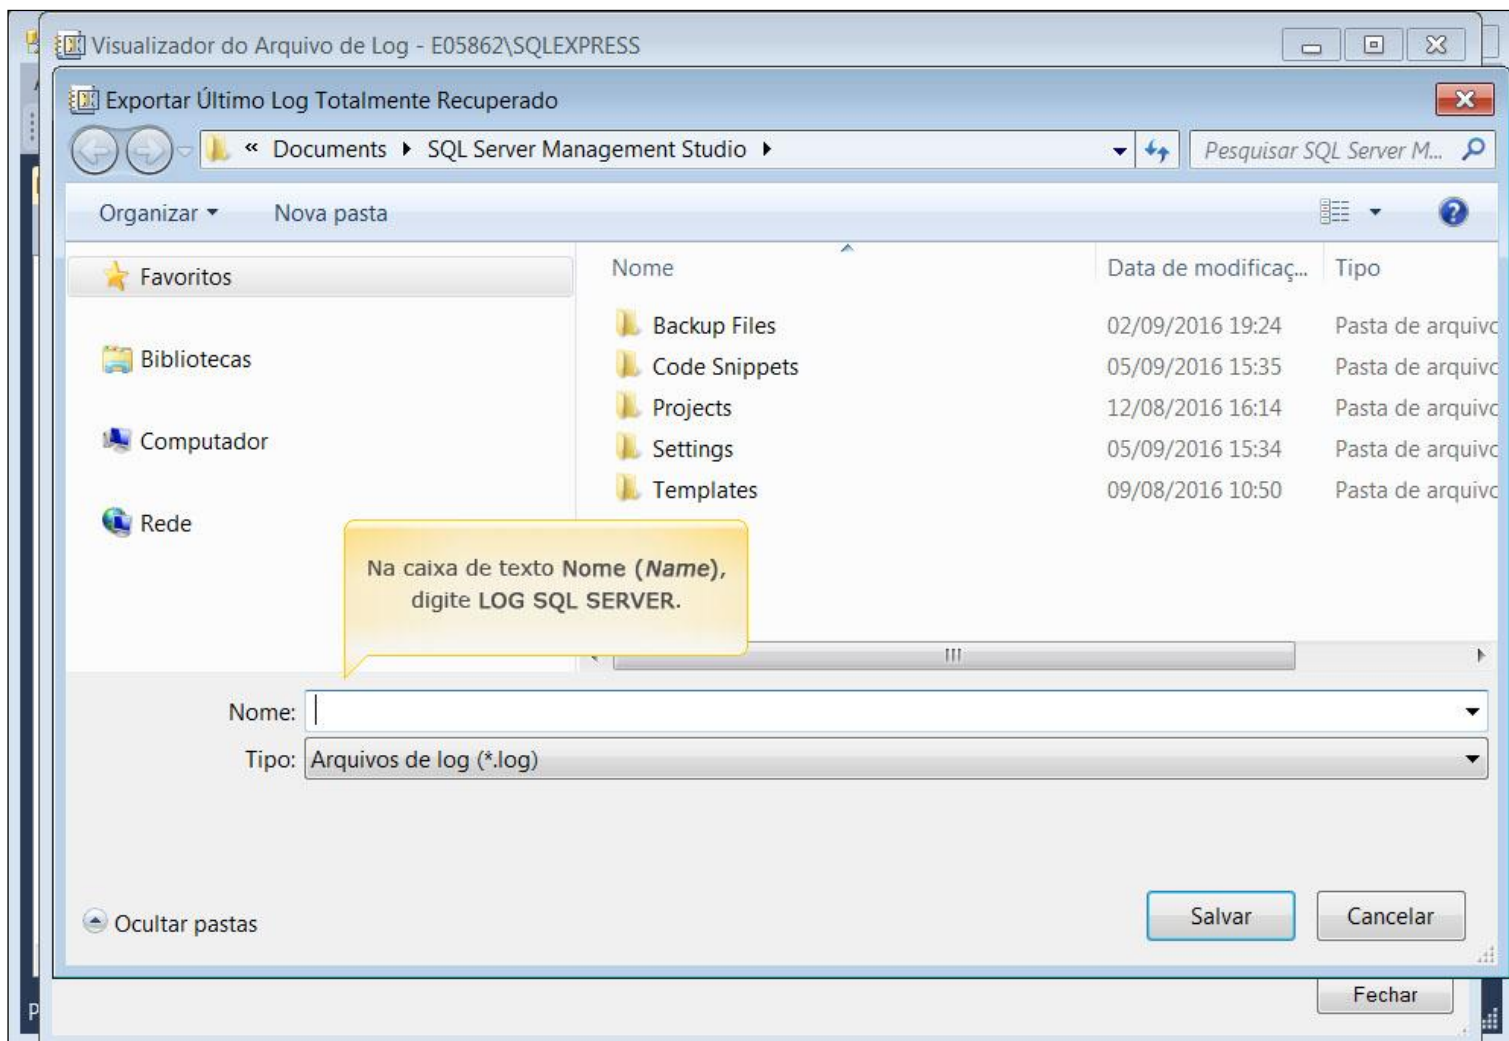 Visualizador do Arquivo de Log - E05862\SQLEXPRESS
Exportar Último Log Totalmente Recuperado
« Documents ▸ SQL Server Management Studio ▸
Pesquisar SQL Server M...
Organizar
Nova pasta
Favoritos
Bibliotecas
Computador
Rede
Nome
Data de modificaç...
Tipo
Backup Files 02/09/2016 19:24 Pasta de arquivo
Code Snippets 05/09/2016 15:35 Pasta de arquivo
Projects 12/08/2016 16:14 Pasta de arquivo
Settings 05/09/2016 15:34 Pasta de arquivo
Templates 09/08/2016 10:50 Pasta de arquivo
Na caixa de texto Nome (Name),
digite LOG SQL SERVER.
Nome:
Tipo: Arquivos de log (*.log)
Ocultar pastas
Salvar
Cancelar
Fechar